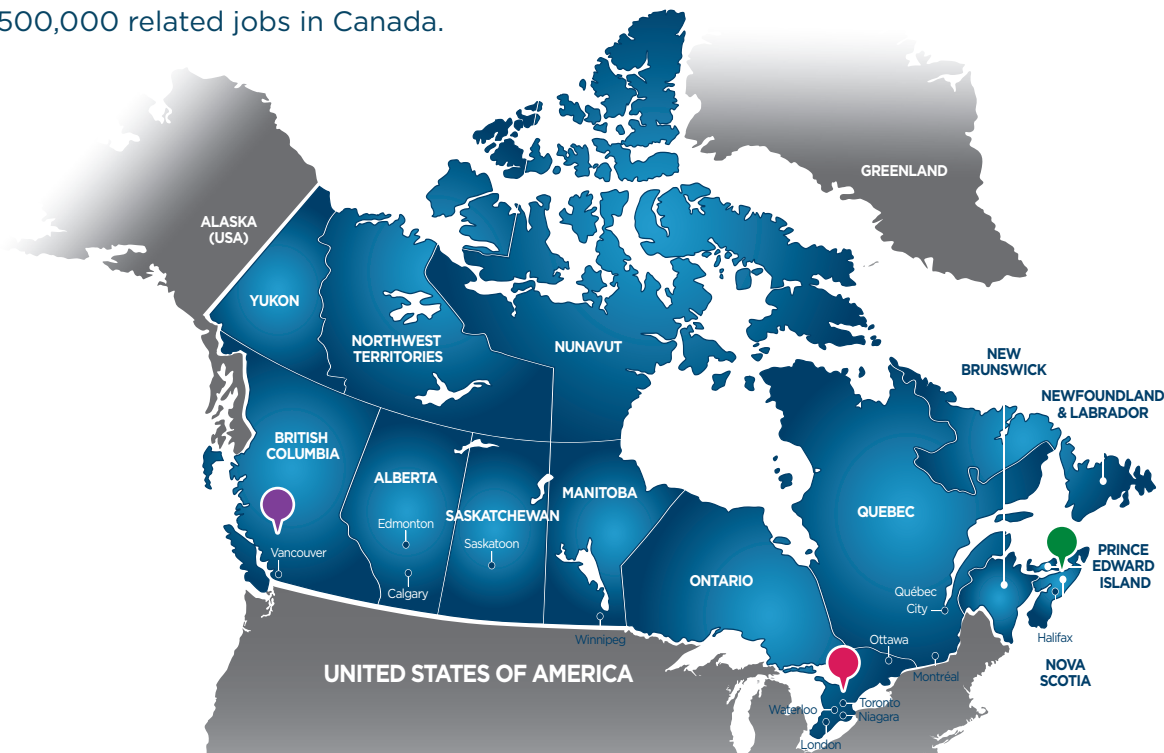 500,000 related jobs in Canada.
GREENLAND
ALASKA
(USA)
YUKON
NORTHWEST
TERRITORIES
NUNAVUT
NEW
BRUNSWICK
NEWFOUNDLAND
& LABRADOR
BRITISH
COLUMBIA
ALBERTA
SASKATCHEWAN
MANITOBA
QUEBEC
Edmonton
Saskatoon
Vancouver
Calgary
ONTARIO
PRINCE
EDWARD
ISLAND
Québec
City
Winnipeg
Ottawa
Halifax
UNITED STATES OF AMERICA
Montréal
NOVA
SCOTIA
Waterloo
Toronto
Niagara
London